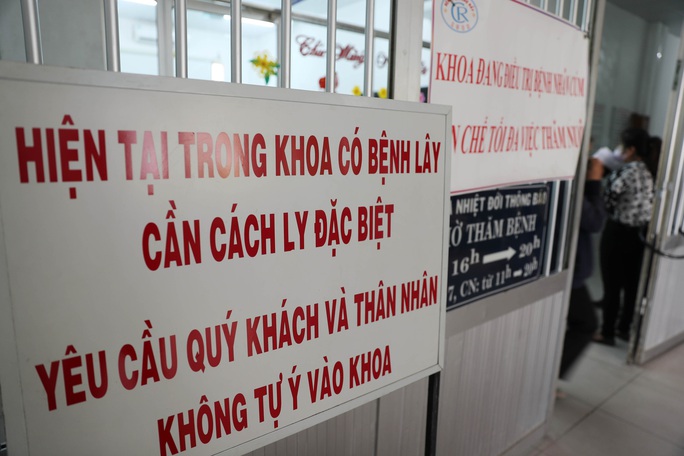 HIỆN TẠI TRONG KHOA CÓ BỆNH LÂY
CẦN CÁCH LY ĐẶC BIỆT
YÊU CẦU QUÝ KHÁCH VÀ THÂN NHÂN
KHÔNG TỰ Ý VÀO KHOA
KHOA ĐANG ĐIỀU TRỊ BỆNH NHÂN CÚM
CHẾ TỐI ĐA VIỆC THĂM NUÔI
NHIỆT ĐỚI THÔNG BÁO
THĂM BỆNH
16h → 20h
7, CN: từ 11h → 20h